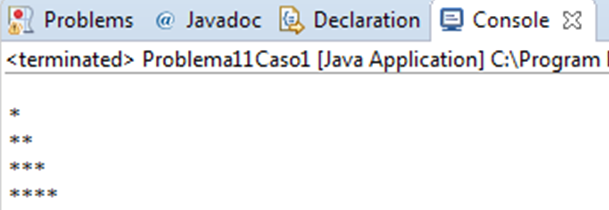 Problems @ Javadoc Declaration Console
<terminated> Problema11Caso1 [Java Application] C:\Program
*
**
***
****